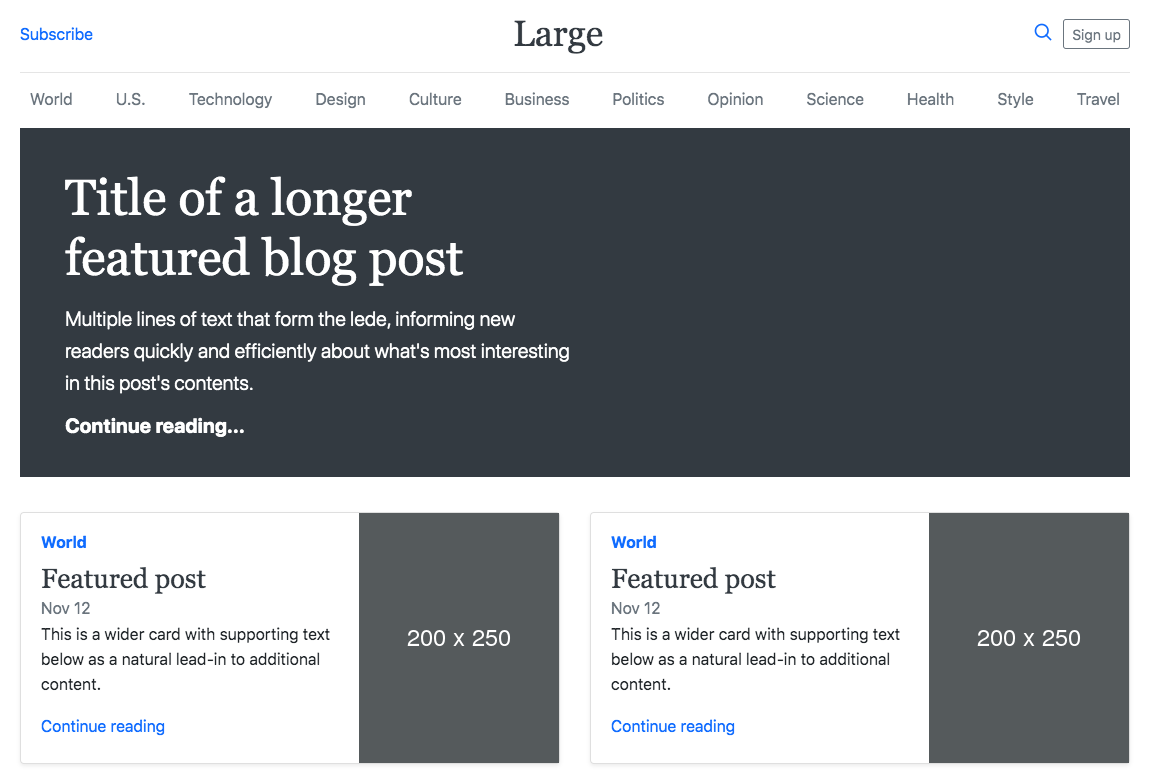 Subscribe
Large
Sign up
World U.S. Technology Design Culture Business Politics Opinion Science Health Style Travel
Title of a longer
featured blog post
Multiple lines of text that form the lede, informing new
readers quickly and efficiently about what's most interesting
in this post's contents.
Continue reading...
World
Featured post
Nov 12
This is a wider card with supporting text
below as a natural lead-in to additional
content.
Continue reading
200 x 250
World
Featured post
Nov 12
This is a wider card with supporting text
below as a natural lead-in to additional
content.
Continue reading
200 x 250